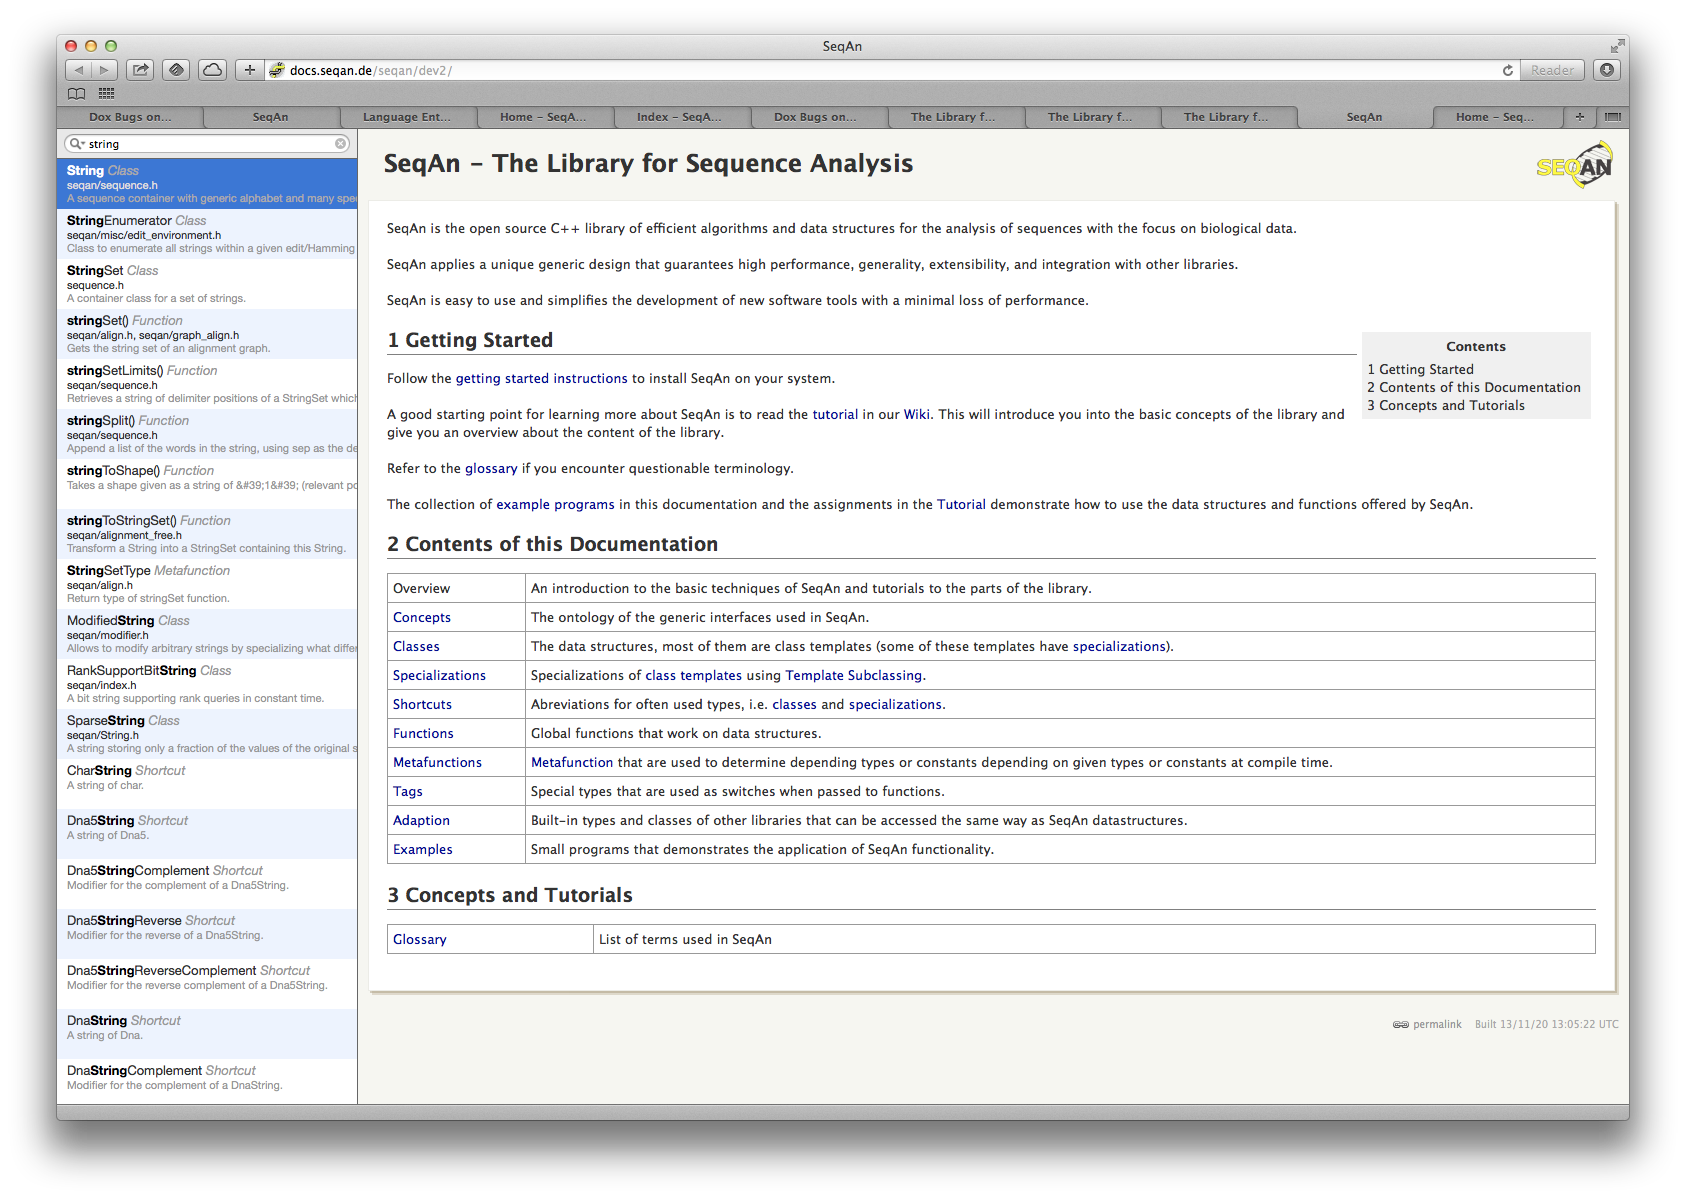 SeqAn
docs.seqan.de/seqan/dev2/
Reader
Dox Bugs on...
SeqAn
Language Ent...
Home – SeqA...
Index – SeqA...
Dox Bugs on...
The Library f...
The Library f...
The Library f...
SeqAn
Home – Seq...
string
String Class
seqan/sequence.h
A sequence container with generic alphabet and many spe
StringEnumerator Class
seqan/misc/edit_environment.h
Class to enumerate all strings within a given edit/Hamming
StringSet Class
sequence.h
A container class for a set of strings.
stringSet() Function
seqan/align.h, seqan/graph_align.h
Gets the string set of an alignment graph.
stringSetLimits() Function
seqan/sequence.h
Retrieves a string of delimiter positions of a StringSet which
stringSplit() Function
seqan/sequence.h
Append a list of the words in the string, using sep as the de
stringToShape() Function
Takes a shape given as a string of &#39;1&#39; (relevant po
stringToStringSet() Function
seqan/alignment_free.h
Transform a String into a StringSet containing this String.
StringSetType Metafunction
seqan/align.h
Return type of stringSet function.
ModifiedString Class
seqan/modifier.h
Allows to modify arbitrary strings by specializing what differ
RankSupportBitString Class
seqan/index.h
A bit string supporting rank queries in constant time.
SparseString Class
seqan/String.h
A string storing only a fraction of the values of the original s
CharString Shortcut
A string of char.
Dna5String Shortcut
A string of Dna5.
Dna5StringComplement Shortcut
Modifier for the complement of a Dna5String.
Dna5StringReverse Shortcut
Modifier for the reverse of a Dna5String.
Dna5StringReverseComplement Shortcut
Modifier for the reverse complement of a Dna5String.
DnaString Shortcut
A string of Dna.
DnaStringComplement Shortcut
Modifier for the complement of a DnaString.
SeqAn – The Library for Sequence Analysis
SEQAN
SeqAn is the open source C++ library of efficient algorithms and data structures for the analysis of sequences with the focus on biological data.
SeqAn applies a unique generic design that guarantees high performance, generality, extensibility, and integration with other libraries.
SeqAn is easy to use and simplifies the development of new software tools with a minimal loss of performance.
1 Getting Started
Contents
1 Getting Started
2 Contents of this Documentation
3 Concepts and Tutorials
Follow the getting started instructions to install SeqAn on your system.
A good starting point for learning more about SeqAn is to read the tutorial in our Wiki. This will introduce you into the basic concepts of the library and
give you an overview about the content of the library.
Refer to the glossary if you encounter questionable terminology.
The collection of example programs in this documentation and the assignments in the Tutorial demonstrate how to use the data structures and functions offered by SeqAn.
2 Contents of this Documentation
Overview An introduction to the basic techniques of SeqAn and tutorials to the parts of the library.
Concepts The ontology of the generic interfaces used in SeqAn.
Classes The data structures, most of them are class templates (some of these templates have specializations).
Specializations Specializations of class templates using Template Subclassing.
Shortcuts Abreviations for often used types, i.e. classes and specializations.
Functions Global functions that work on data structures.
Metafunctions Metafunction that are used to determine depending types or constants depending on given types or constants at compile time.
Tags Special types that are used as switches when passed to functions.
Adaption Built-in types and classes of other libraries that can be accessed the same way as SeqAn datastructures.
Examples Small programs that demonstrates the application of SeqAn functionality.
3 Concepts and Tutorials
Glossary List of terms used in SeqAn
permalink Built 13/11/20 13:05:22 UTC